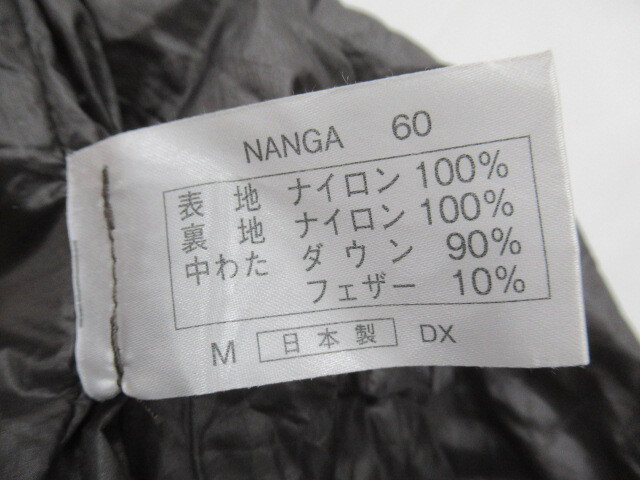 NANGA 60
表地 ナイロン 100%
裏地 ナイロン 100%
中わた ダウン 90%
フェザー 10%
M 日本製 DX